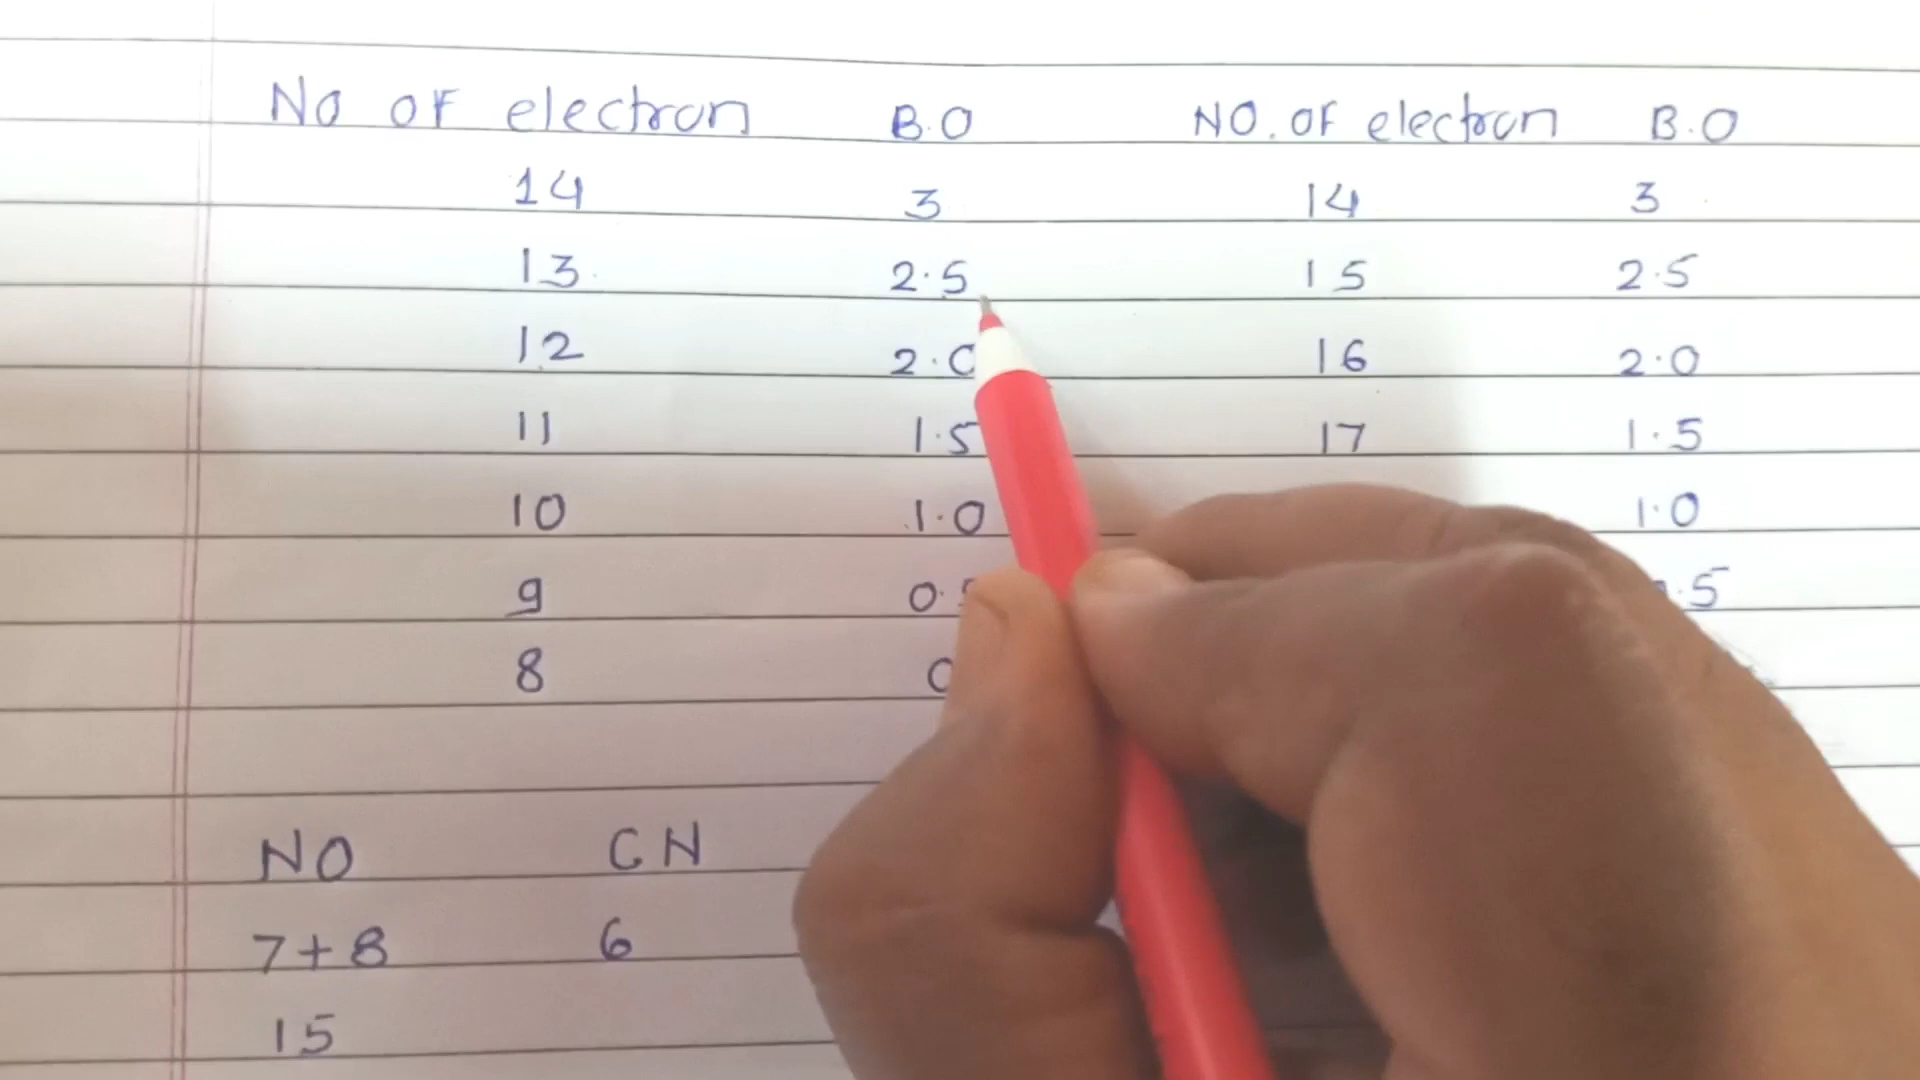 No OF electron B.O NO. OF electron B.O
14 3 14 3
13 2.5 15 2.5
12 2.0 16 2.0
11 1.5 17 1.5
10 1.0 1.0
9 .5
8
NO CN
7+8 6
15